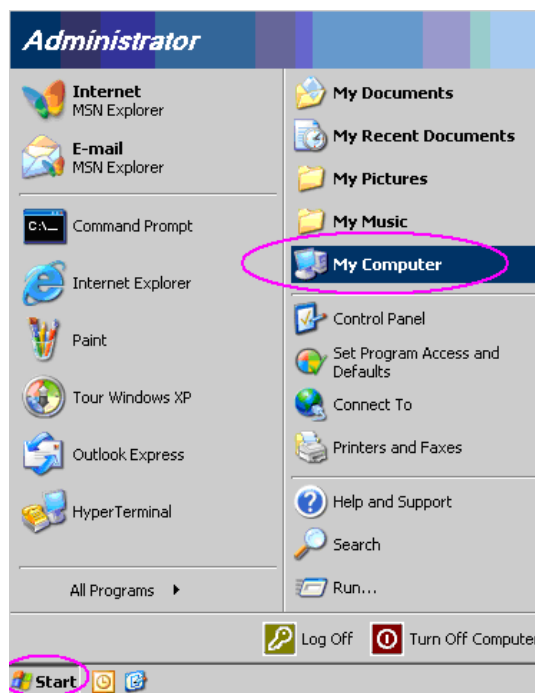 Administrator
Internet
MSN Explorer
E-mail
MSN Explorer
Command Prompt
Internet Explorer
Paint
Tour Windows XP
Outlook Express
HyperTerminal
All Programs
My Documents
My Recent Documents
My Pictures
My Music
My Computer
Control Panel
Set Program Access and
Defaults
Connect To
Printers and Faxes
Help and Support
Search
Run...
Log Off
Turn Off Computer
Start